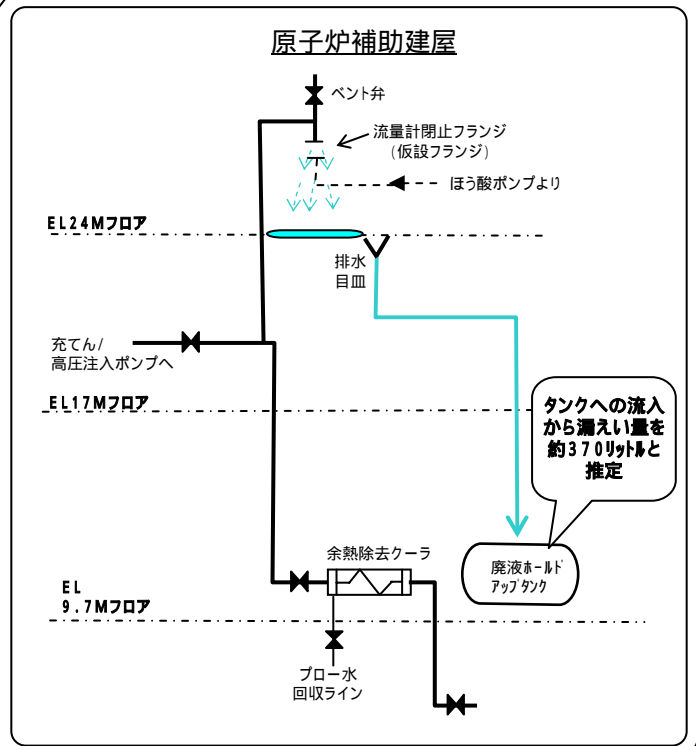 原子炉補助建屋
ベント弁
流量計閉止フランジ
(仮設フランジ)
ほう酸ポンプより
EL24Mフロア
排水
目皿
充てん/
高圧注入ポンプへ
EL17Mフロア
タンクへの流入
から漏えい量を
約370リットルと
推定
余熱除去クーラ
廃液ホールド
アップタンク
EL
9.7Mフロア
ブロー水
回収ライン